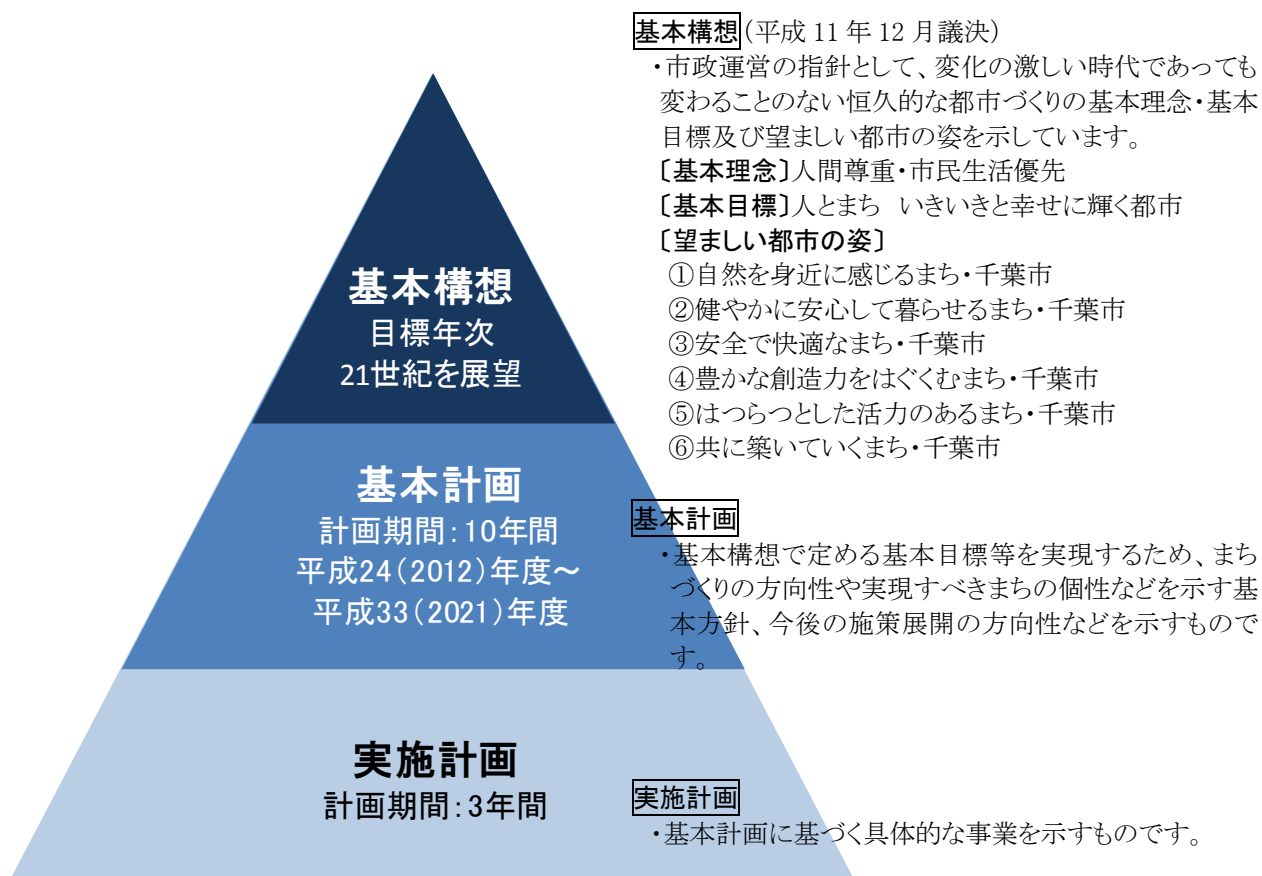 基本構想(平成 11 年 12 月議決)
・市政運営の指針として、変化の激しい時代であっても
変わることのない恒久的な都市づくりの基本理念・基本
目標及び望ましい都市の姿を示しています。
〔基本理念〕人間尊重・市民生活優先
〔基本目標〕人とまち いきいきと幸せに輝く都市
〔望ましい都市の姿〕
①自然を身近に感じるまち・千葉市
②健やかに安心して暮らせるまち・千葉市
③安全で快適なまち・千葉市
④豊かな創造力をはぐくむまち・千葉市
⑤はつらつとした活力のあるまち・千葉市
⑥共に築いていくまち・千葉市
基本構想
目標年次
21世紀を展望
基本計画
計画期間:10年間
平成24(2012)年度~
平成33(2021)年度
基本計画
・基本構想で定める基本目標等を実現するため、まち
づくりの方向性や実現すべきまちの個性などを示す基
本方針、今後の施策展開の方向性などを示すもので
す。
実施計画
計画期間:3年間
実施計画
・基本計画に基づく具体的な事業を示すものです。